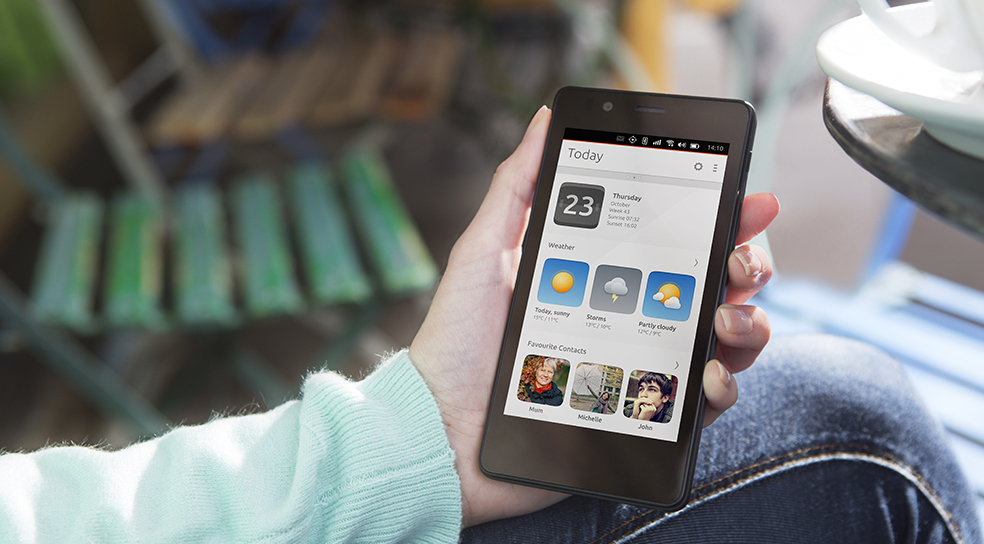 14:10
Today
23
Thursday
October
Week 43
Sunrise 07:32
Sunset 16:02
Weather
Today, sunny
Storms
Partly cloudy
15°C / 11°C
13°C / 10°C
12°C / 9°C
Favourite Contacts
Mum
Michelle
John